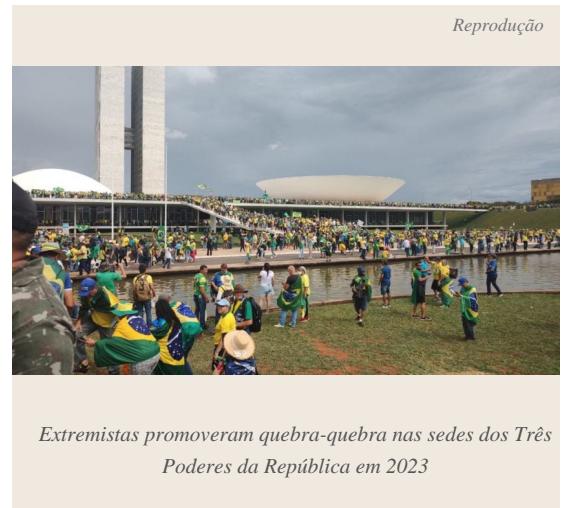 Reprodução
Extremistas promoveram quebra-quebra nas sedes dos Três
Poderes da República em 2023